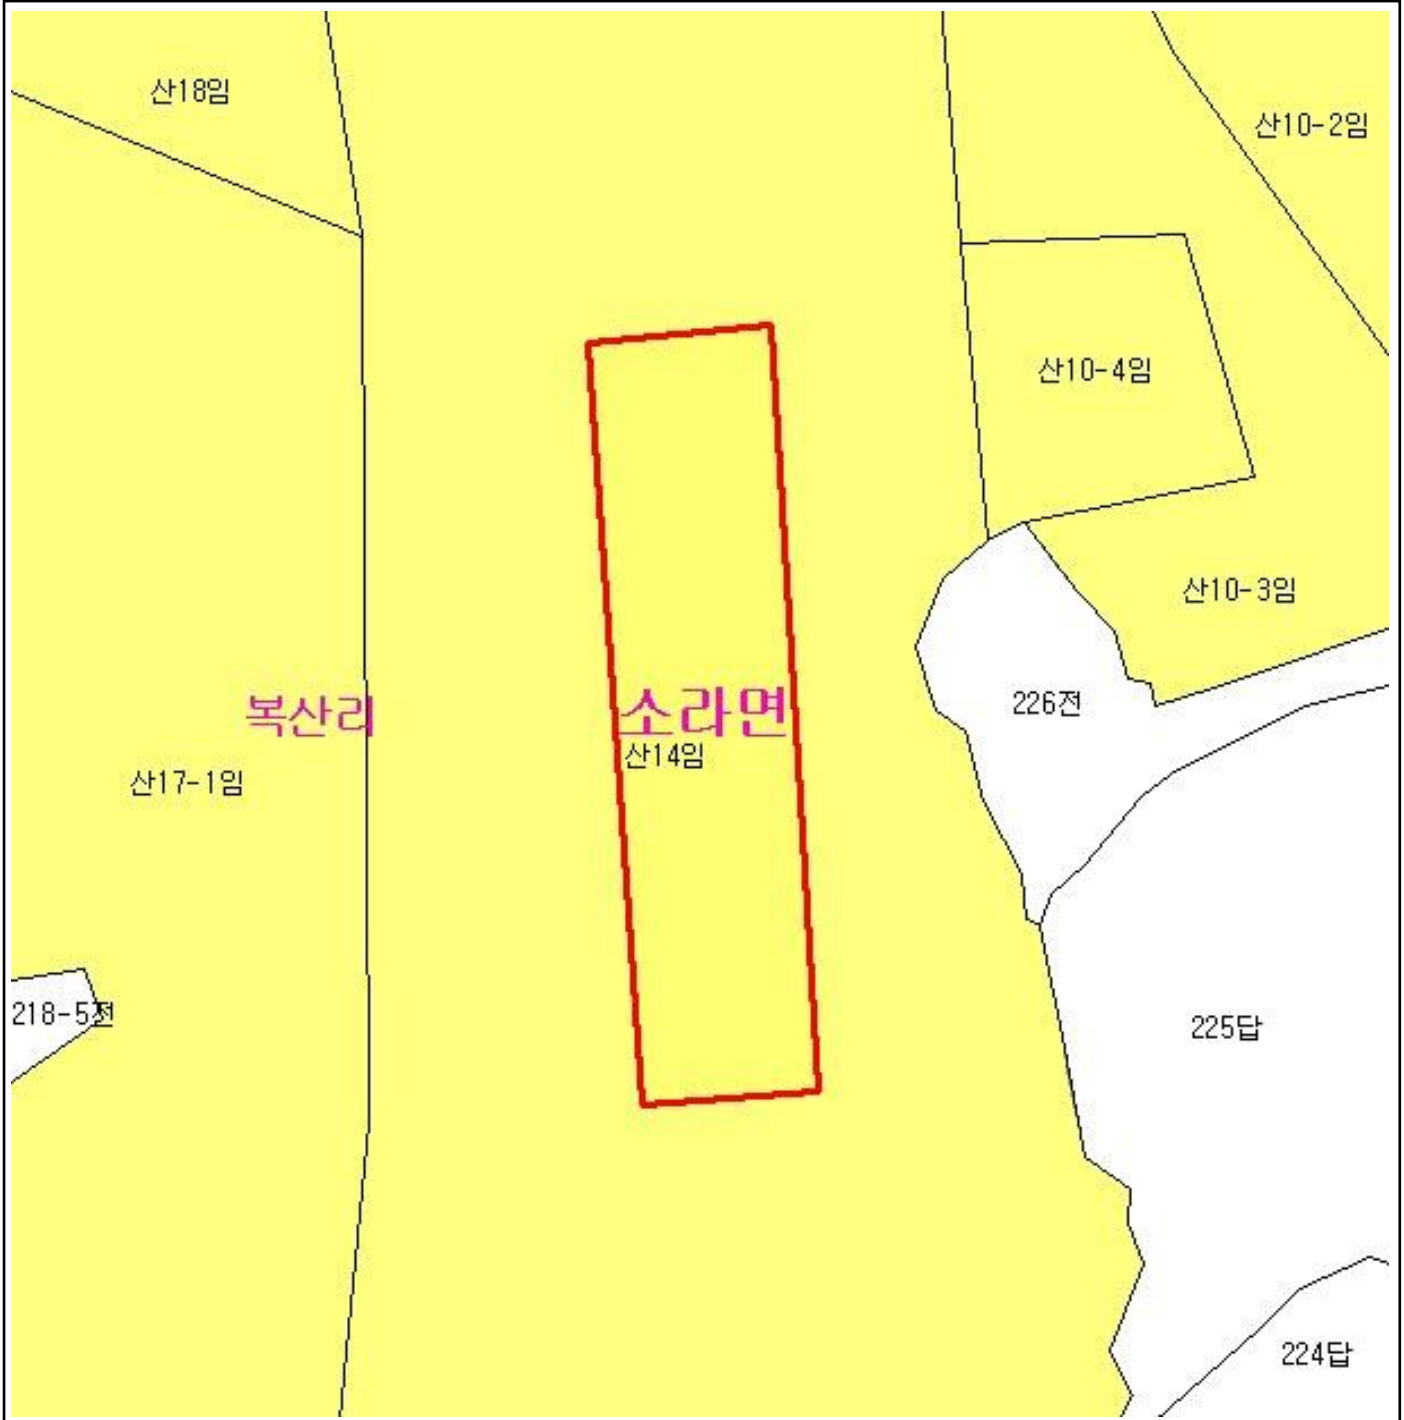 산18임
산10-2임
산10-4임
산10-3임
226전
복산리
소라면
산14임
산17-1임
218-5전
225답
224답